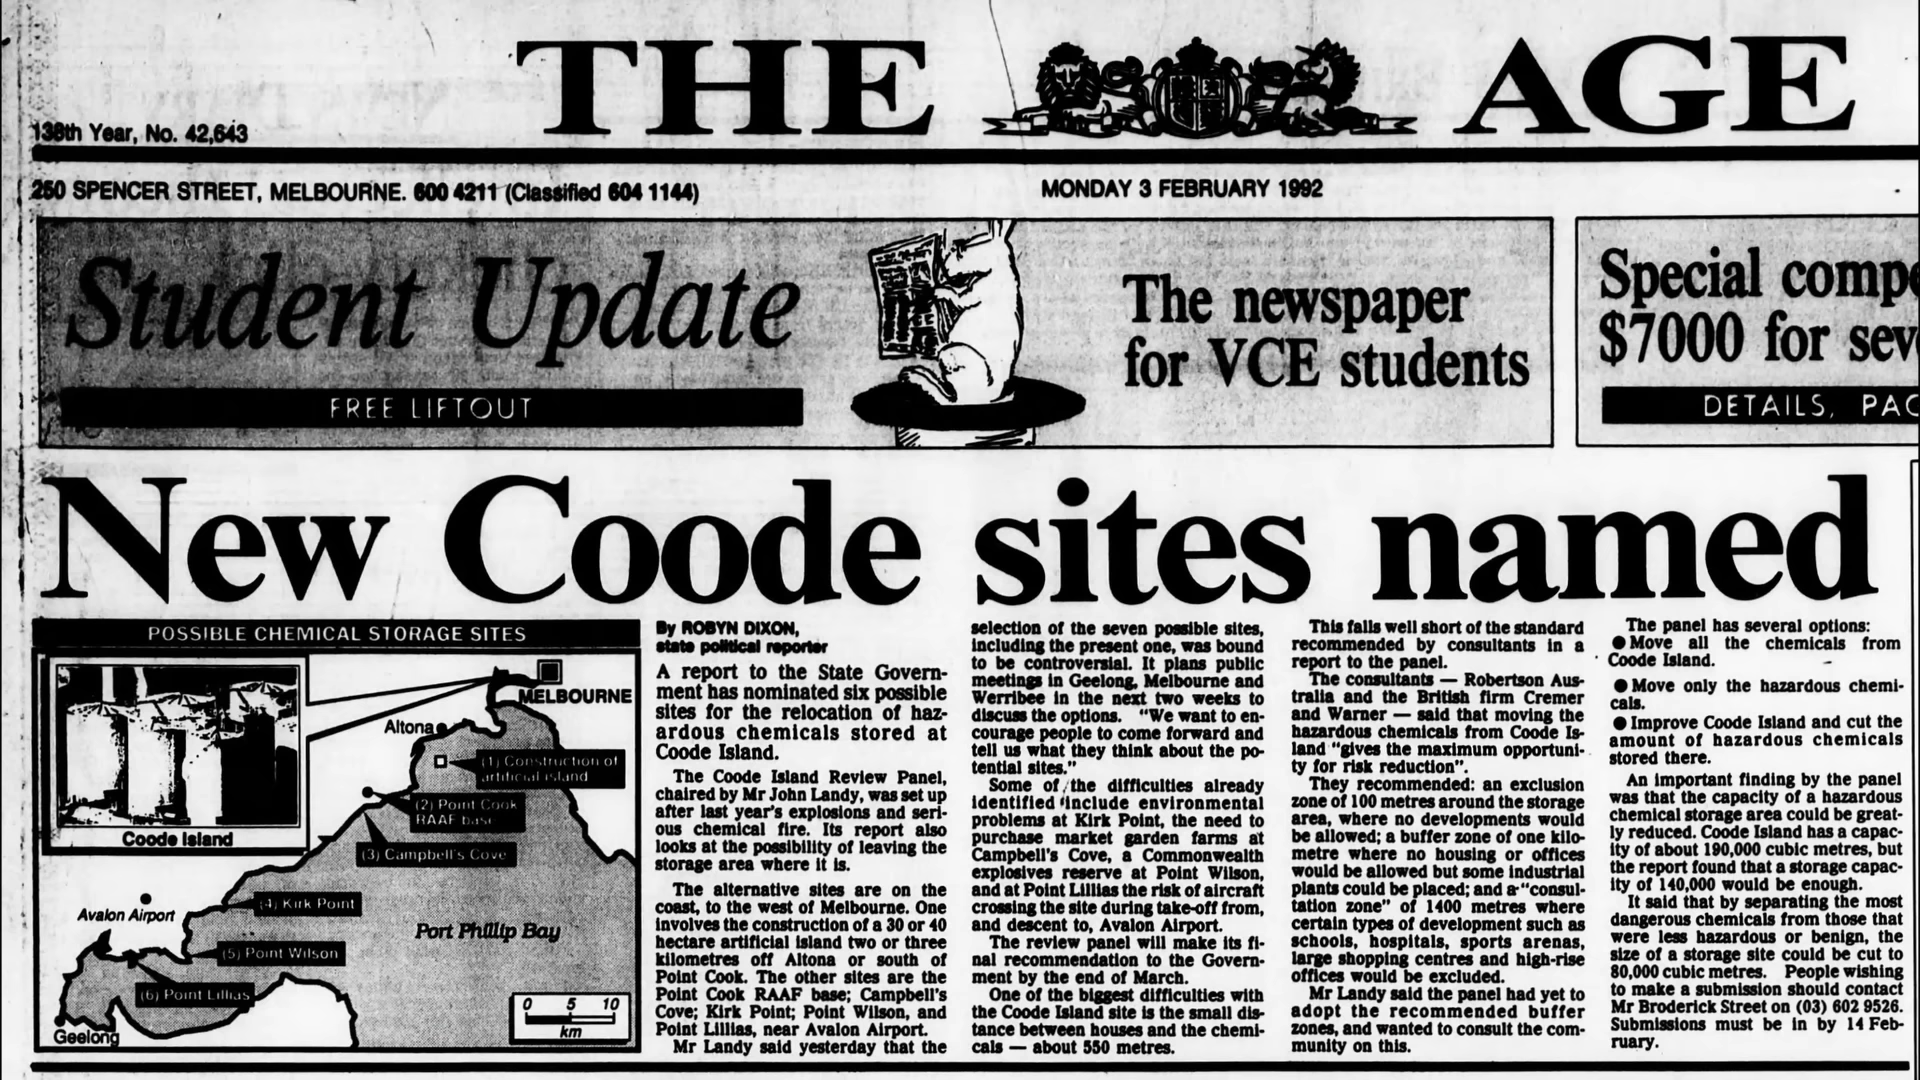 THE AGE
138th Year, No. 42,643
250 SPENCER STREET, MELBOURNE. 600 4211 (Classified 604 1144)
MONDAY 3 FEBRUARY 1992
Student Update
FREE LIFTOUT
The newspaper
for VCE students
Special compe
$7000 for seve
DETAILS, PAG
New Coode sites named
POSSIBLE CHEMICAL STORAGE SITES
Coode Island
MELBOURNE
Altona
(1) Construction of
artificial island
(2) Point Cook
RAAF base
(3) Campbell's Cove
(4) Kirk Point
Avalon Airport
Port Phillip Bay
(5) Point Wilson
(6) Point Lillias
Geelong
0 5 10
km
By ROBYN DIXON,
state political reporter
A report to the State Govern-
ment has nominated six possible
sites for the relocation of haz-
ardous chemicals stored at
Coode Island.
The Coode Island Review Panel,
chaired by Mr John Landy, was set up
after last year's explosions and seri-
ous chemical fire. Its report also
looks at the possibility of leaving the
storage area where it is.
The alternative sites are on the
coast, to the west of Melbourne. One
involves the construction of a 30 or 40
hectare artificial island two or three
kilometres off Altona or south of
Point Cook. The other sites are the
Point Cook RAAF base; Campbell's
Cove; Kirk Point; Point Wilson, and
Point Lillias, near Avalon Airport.
Mr Landy said yesterday that the
selection of the seven possible sites,
including the present one, was bound
to be controversial. It plans public
meetings in Geelong, Melbourne and
Werribee in the next two weeks to
discuss the options. "We want to en-
courage people to come forward and
tell us what they think about the po-
tential sites."
Some of the difficulties already
identified include environmental
problems at Kirk Point, the need to
purchase market garden farms at
Campbell's Cove, a Commonwealth
explosives reserve at Point Wilson,
and at Point Lillias the risk of aircraft
crossing the site during take-off from,
and descent to, Avalon Airport.
The review panel will make its fi-
nal recommendation to the Govern-
ment by the end of March.
One of the biggest difficulties with
the Coode Island site is the small dis-
tance between houses and the chemi-
cals — about 550 metres.
This falls well short of the standard
recommended by consultants in a
report to the panel.
The consultants — Robertson Aus-
tralia and the British firm Cremer
and Warner — said that moving the
hazardous chemicals from Coode Is-
land "gives the maximum opportuni-
ty for risk reduction".
They recommended: an exclusion
zone of 100 metres around the storage
area, where no developments would
be allowed; a buffer zone of one kilo-
metre where no housing or offices
would be allowed but some industrial
plants could be placed; and a "consul-
tation zone" of 1400 metres where
certain types of development such as
schools, hospitals, sports arenas,
large shopping centres and high-rise
offices would be excluded.
Mr Landy said the panel had yet to
adopt the recommended buffer
zones, and wanted to consult the com-
munity on this.
The panel has several options:
● Move all the chemicals from
Coode Island.
● Move only the hazardous chemi-
cals.
● Improve Coode Island and cut the
amount of hazardous chemicals
stored there.
An important finding by the panel
was that the capacity of a hazardous
chemical storage area could be great-
ly reduced. Coode Island has a capac-
ity of about 190,000 cubic metres, but
the report found that a storage capac-
ity of 140,000 would be enough.
It said that by separating the most
dangerous chemicals from those that
were less hazardous or benign, the
size of a storage site could be cut to
80,000 cubic metres. People wishing
to make a submission should contact
Mr Broderick Street on (03) 602 9526.
Submissions must be in by 14 Feb-
ruary.